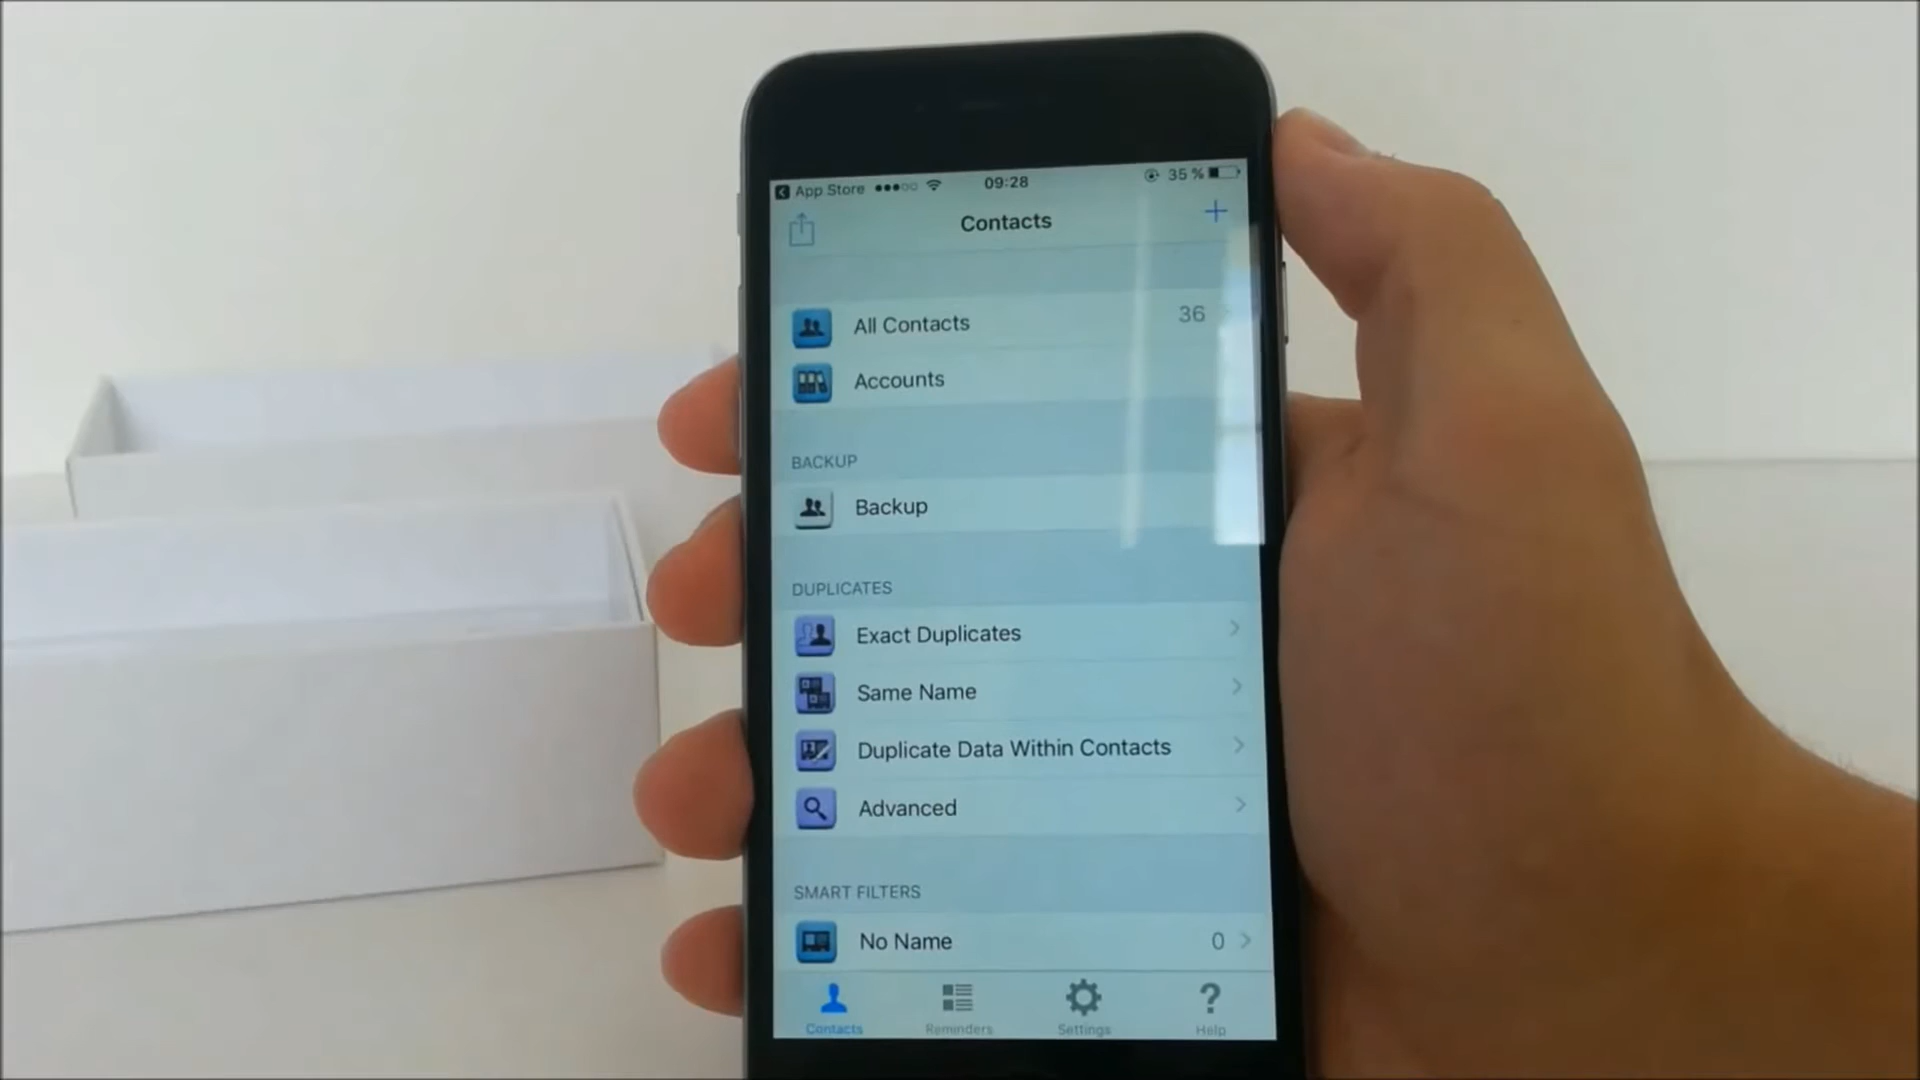 App Store 09:28 35 %
Contacts +
All Contacts 36
Accounts
BACKUP
Backup
DUPLICATES
Exact Duplicates
Same Name
Duplicate Data Within Contacts
Advanced
SMART FILTERS
No Name 0
Contacts Reminders Settings Help